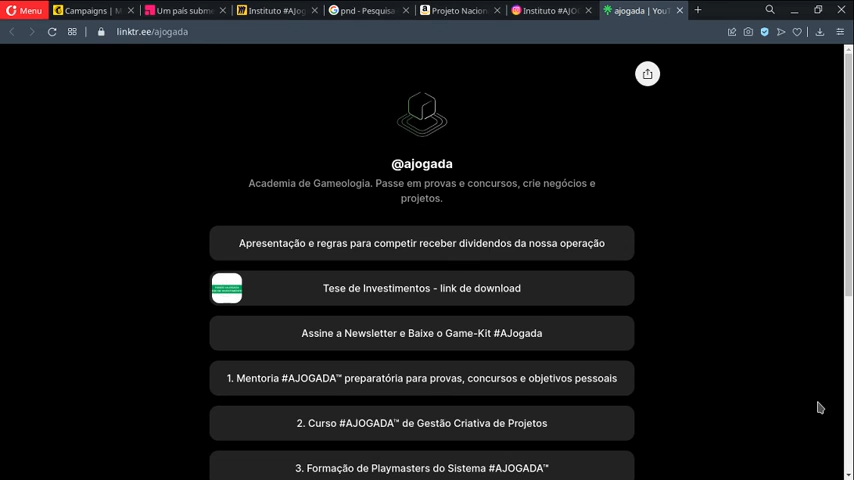 Menu
Campaigns | M
Um país subme
Instituto #AJog
pnd - Pesquisa
Projeto Nacion
Instituto #AJO
ajogada | YouT
linktr.ee/ajogada
@ajogada
Academia de Gameologia. Passe em provas e concursos, crie negócios e
projetos.
Apresentação e regras para competir receber dividendos da nossa operação
Tese de Investimentos - link de download
Assine a Newsletter e Baixe o Game-Kit #AJogada
1. Mentoria #AJOGADA™ preparatória para provas, concursos e objetivos pessoais
2. Curso #AJOGADA™ de Gestão Criativa de Projetos
3. Formação de Playmasters do Sistema #AJOGADA™